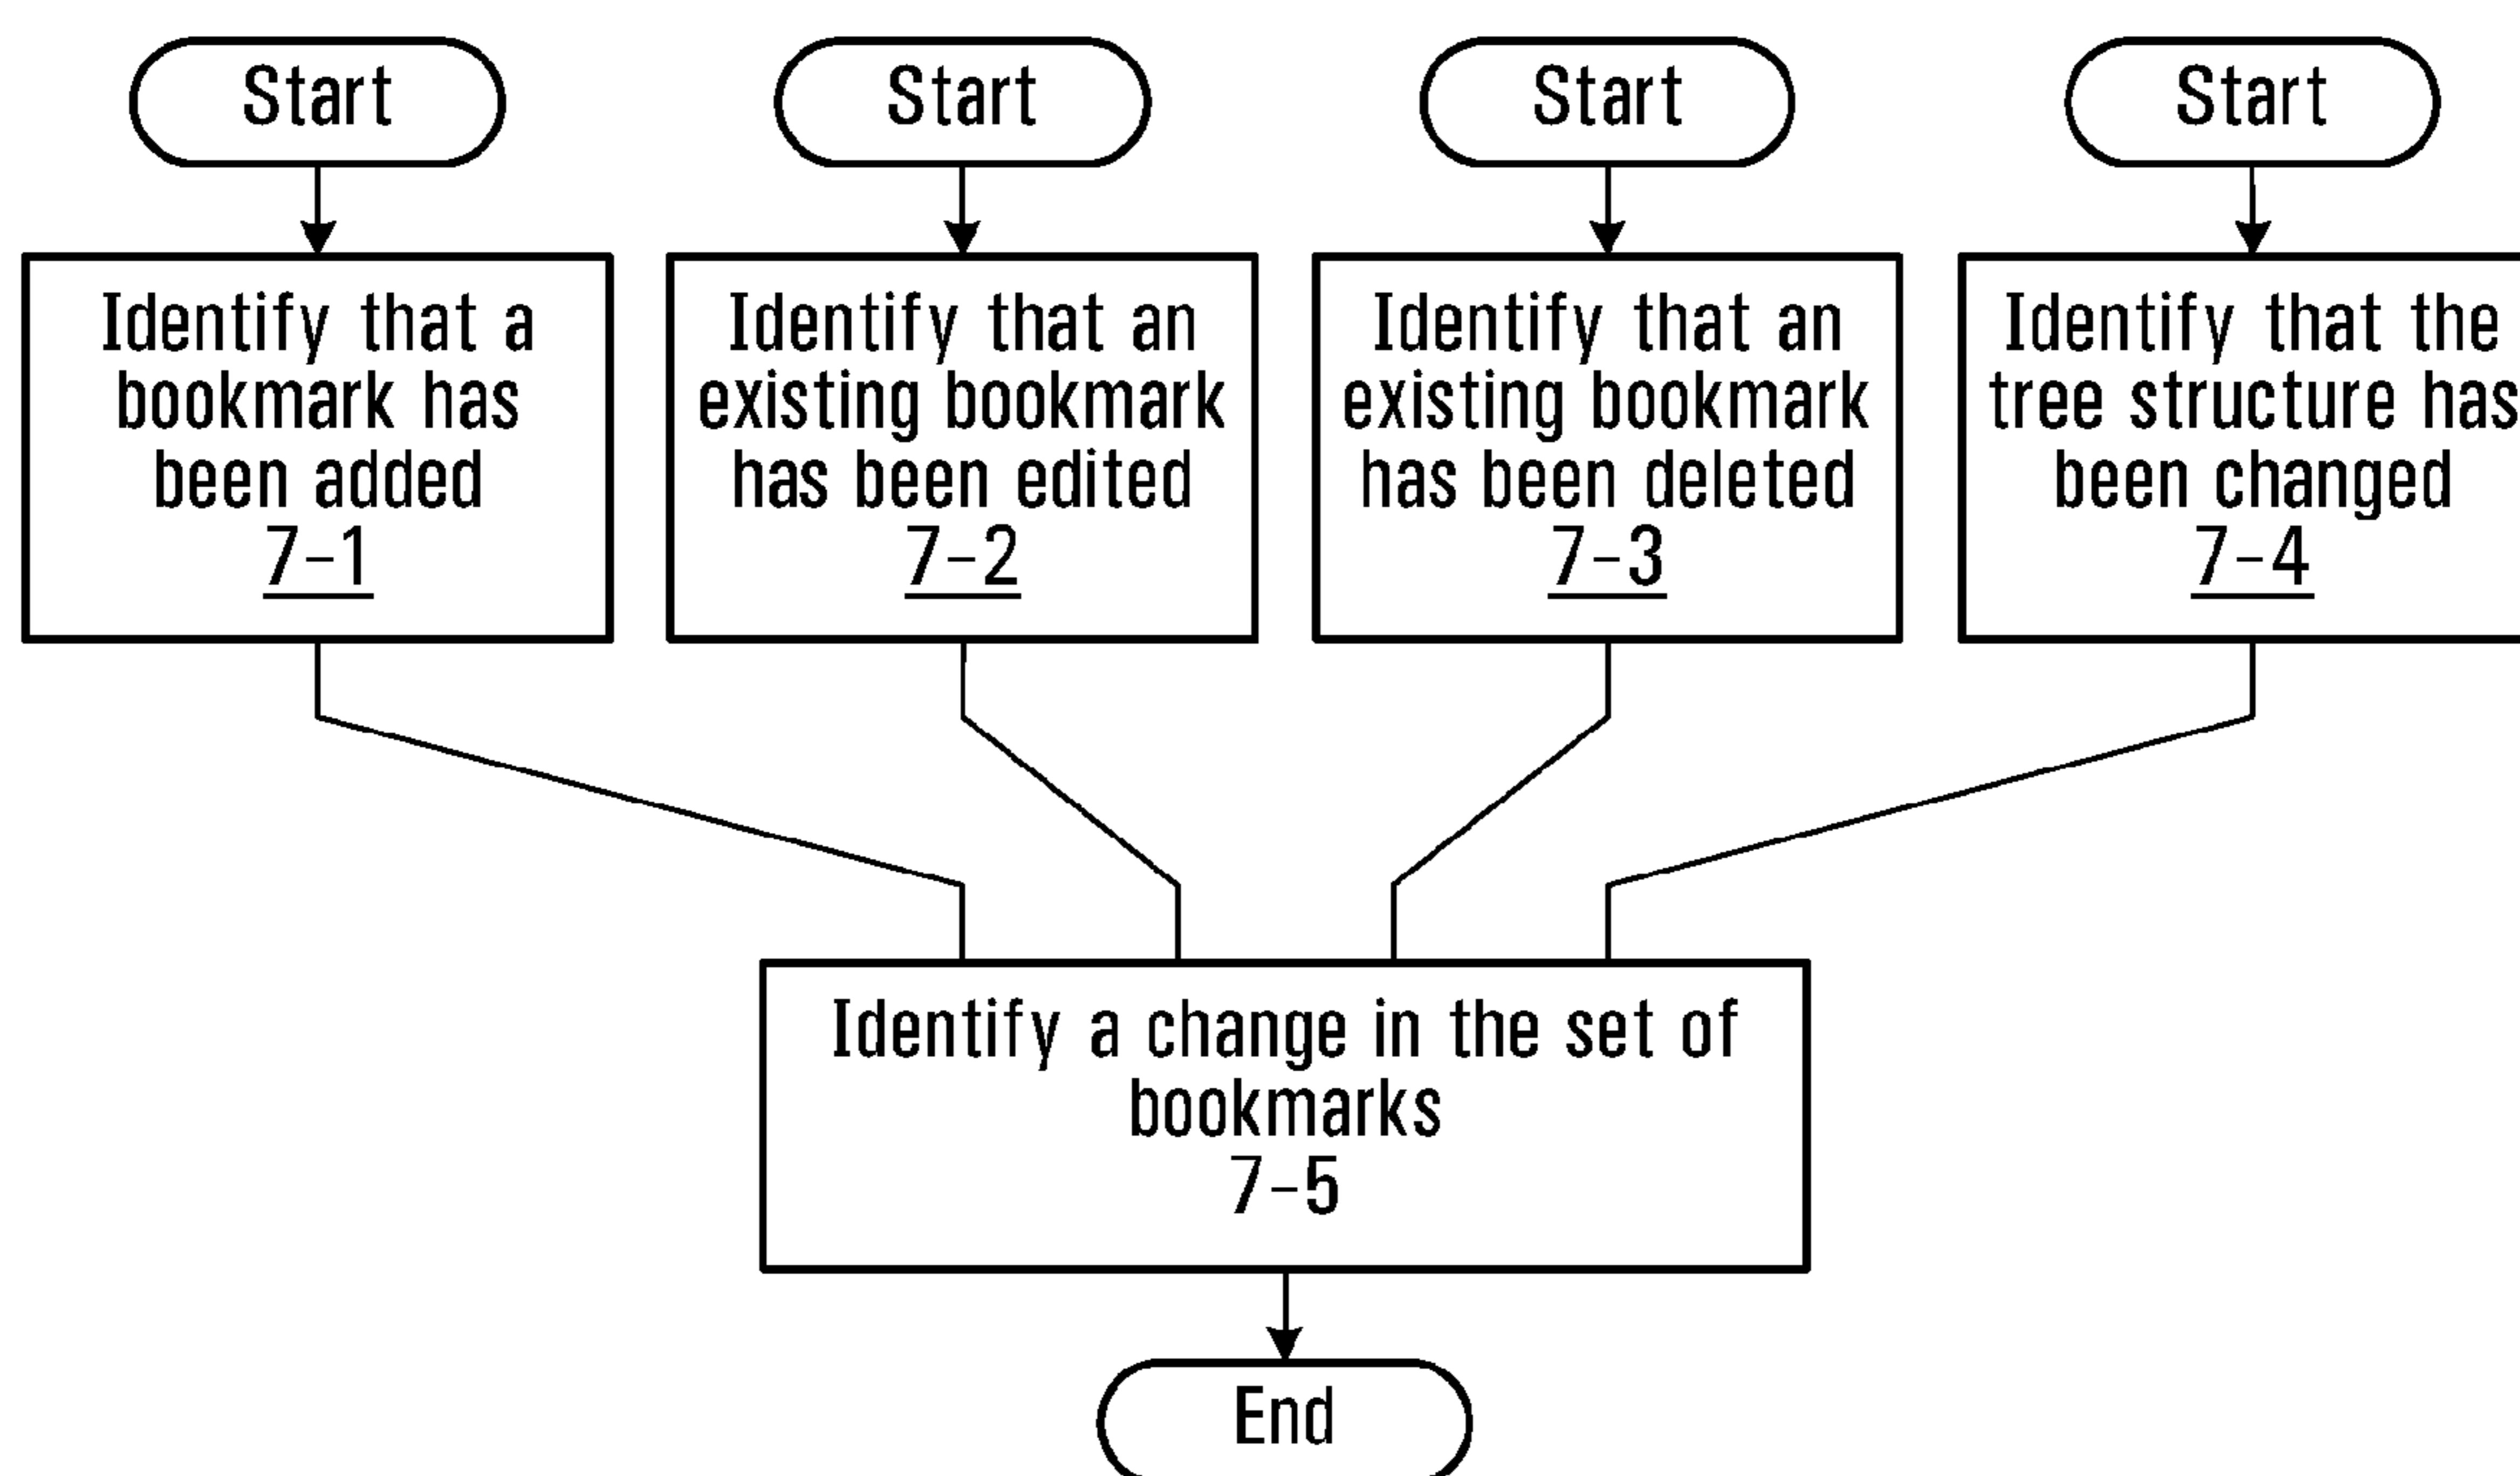 Start
Start
Start
Start
Identify that a
bookmark has
been added
7-1
Identify that an
existing bookmark
has been edited
7-2
Identify that an
existing bookmark
has been deleted
7-3
Identify that the
tree structure has
been changed
7-4
Identify a change in the set of
bookmarks
7-5
End